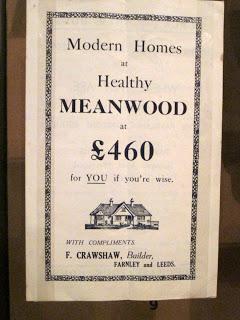 Modern Homes
at
Healthy
MEANWOOD
at
£460
for YOU if you're wise.
WITH COMPLIMENTS
F. CRAWSHAW, Builder,
FARNLEY and LEEDS.
9